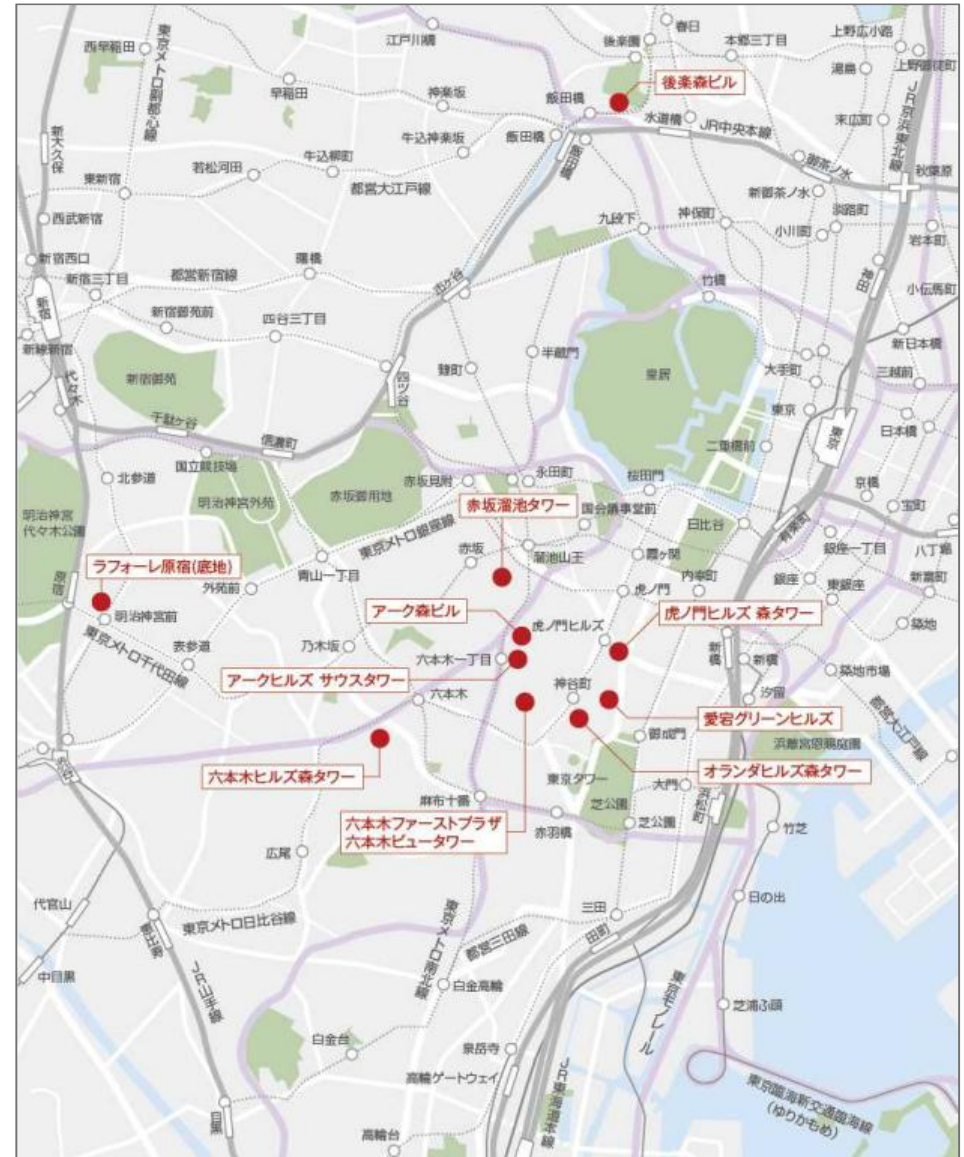 西早稲田
東京メトロ副都心線
江戸川橋
後楽園
春日
本郷三丁目
上野広小路
湯島
上野御徒町
JR京浜東北線
早稲田
神楽坂
飯田橋
後楽森ビル
水道橋
JR中央本線
末広町
新大久保
若松河田
牛込柳町
牛込神楽坂
飯田橋
飯田橋
御茶ノ水
秋葉原
東新宿
都営大江戸線
新御茶ノ水
淡路町
西武新宿
九段下
神保町
小川町
岩本町
新宿西口
新宿三丁目
都営新宿線
曙橋
市ヶ谷
竹橋
神田
小伝馬町
新宿
新宿御苑前
四谷三丁目
新線新宿
半蔵門
麹町
新日本橋
大手町
三越前
代々木
新宿御苑
四ツ谷
皇居
東京
東京
日本橋
千駄ヶ谷
信濃町
二重橋前
国立競技場
北参道
明治神宮外苑
赤坂御用地
赤坂見附
永田町
桜田門
京橋
宝町
明治神宮
代々木公園
赤坂溜池タワー
国会議事堂前
日比谷
有楽町
東京メトロ銀座線
赤坂
溜池山王
霞ヶ関
銀座一丁目
八丁堀
ラフォーレ原宿(底地)
原宿
外苑前
青山一丁目
内幸町
銀座
東銀座
新富町
虎ノ門
明治神宮前
アーク森ビル
虎ノ門ヒルズ
虎ノ門ヒルズ 森タワー
築地
東京メトロ千代田線
表参道
乃木坂
六本木一丁目
新橋
新橋
築地市場
アークヒルズ サウスタワー
六本木
神谷町
汐留
都営大江戸線
愛宕グリーンヒルズ
渋谷
御成門
浜離宮恩賜庭園
六本木ヒルズ森タワー
東京タワー
大門
オランダヒルズ森タワー
麻布十番
芝公園
浜松町
六本木ファーストプラザ
六本木ビュータワー
赤羽橋
芝公園
竹芝
広尾
代官山
三田
日の出
東京メトロ日比谷線
恵比寿
田町
都営三田線
東京メトロ南北線
中目黒
JR山手線
白金高輪
東京モノレール
芝浦ふ頭
白金台
泉岳寺
高輪ゲートウェイ
JR東海道本線
東京臨海新交通臨海線
(ゆりかもめ)
目黒
高輪台